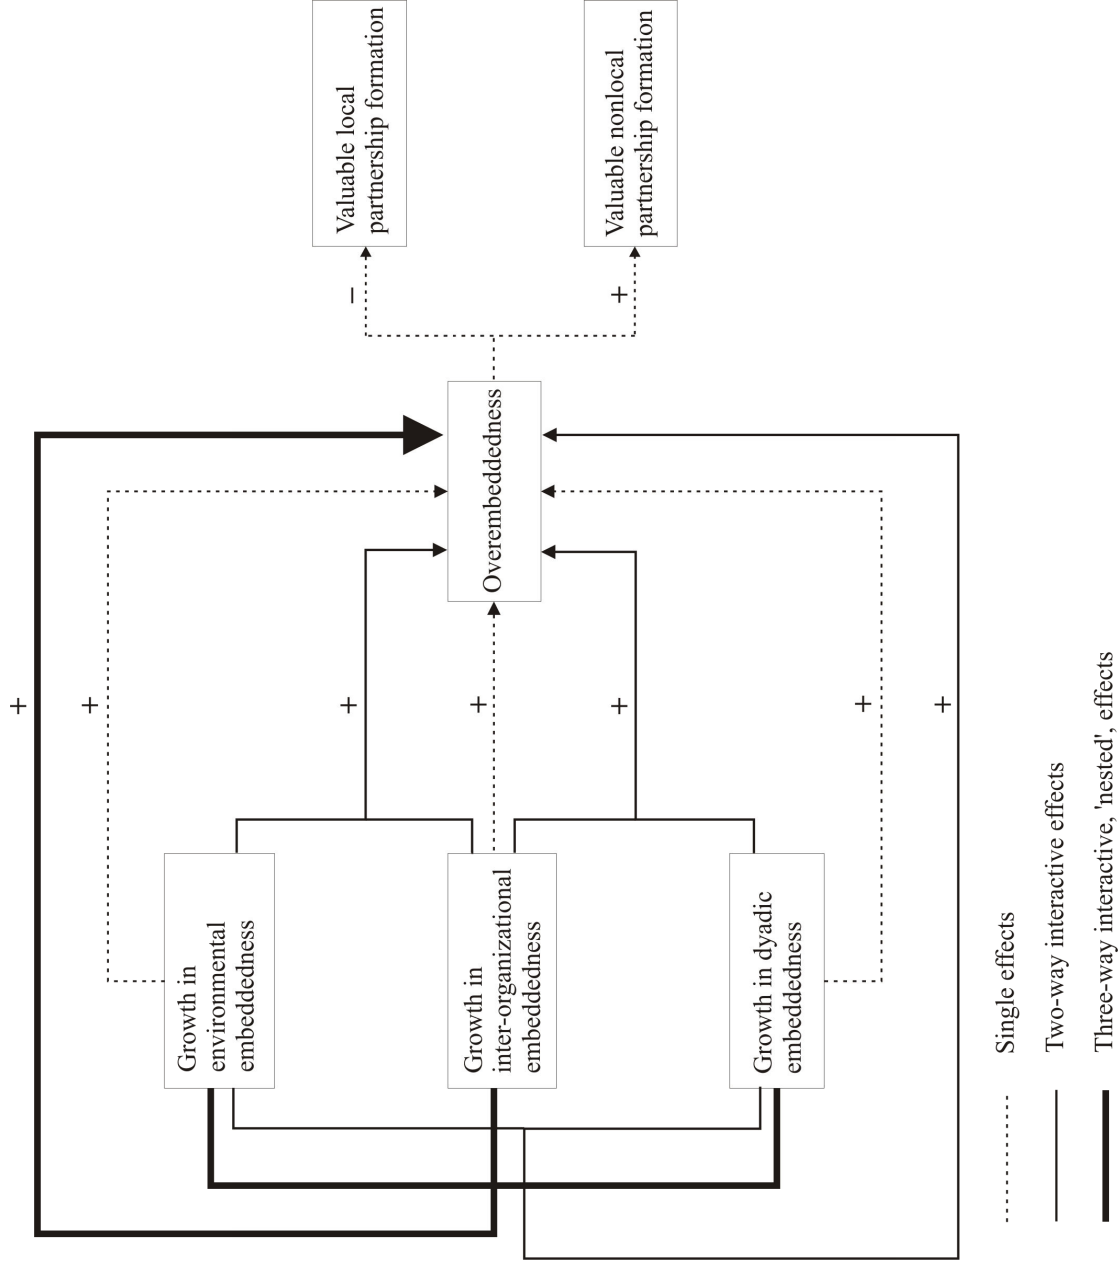 +
+
Growth in
environmental
embeddedness
+
Growth in
inter-organizational
embeddedness
+
+
Growth in dyadic
embeddedness
+
+
Overembeddedness
–
+
Valuable local
partnership formation
Valuable nonlocal
partnership formation
Single effects
Two-way interactive effects
Three-way interactive, 'nested', effects